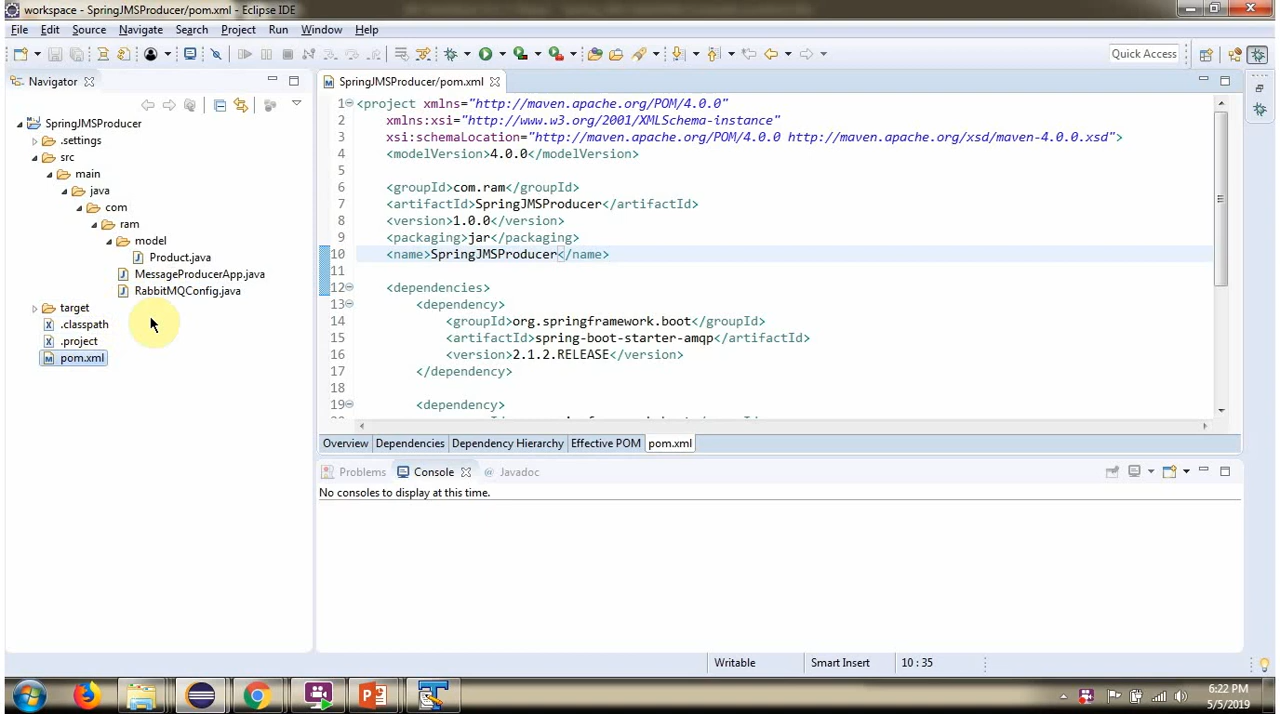 workspace - SpringJMSProducer/pom.xml - Eclipse IDE
File Edit Source Navigate Search Project Run Window Help
Quick Access
Navigator
SpringJMSProducer
.settings
src
main
java
com
ram
model
Product.java
MessageProducerApp.java
RabbitMQConfig.java
target
.classpath
.project
pom.xml
SpringJMSProducer/pom.xml
1 <project xmlns="http://maven.apache.org/POM/4.0.0"
2 xmlns:xsi="http://www.w3.org/2001/XMLSchema-instance"
3 xsi:schemaLocation="http://maven.apache.org/POM/4.0.0 http://maven.apache.org/xsd/maven-4.0.0.xsd">
4 <modelVersion>4.0.0</modelVersion>
5
6 <groupId>com.ram</groupId>
7 <artifactId>SpringJMSProducer</artifactId>
8 <version>1.0.0</version>
9 <packaging>jar</packaging>
10 <name>SpringJMSProducer</name>
11
12 <dependencies>
13 <dependency>
14 <groupId>org.springframework.boot</groupId>
15 <artifactId>spring-boot-starter-amqp</artifactId>
16 <version>2.1.2.RELEASE</version>
17 </dependency>
18
19 <dependency>
Overview Dependencies Dependency Hierarchy Effective POM pom.xml
Problems Console Javadoc
No consoles to display at this time.
Writable Smart Insert 10 : 35
6:22 PM
5/5/2019